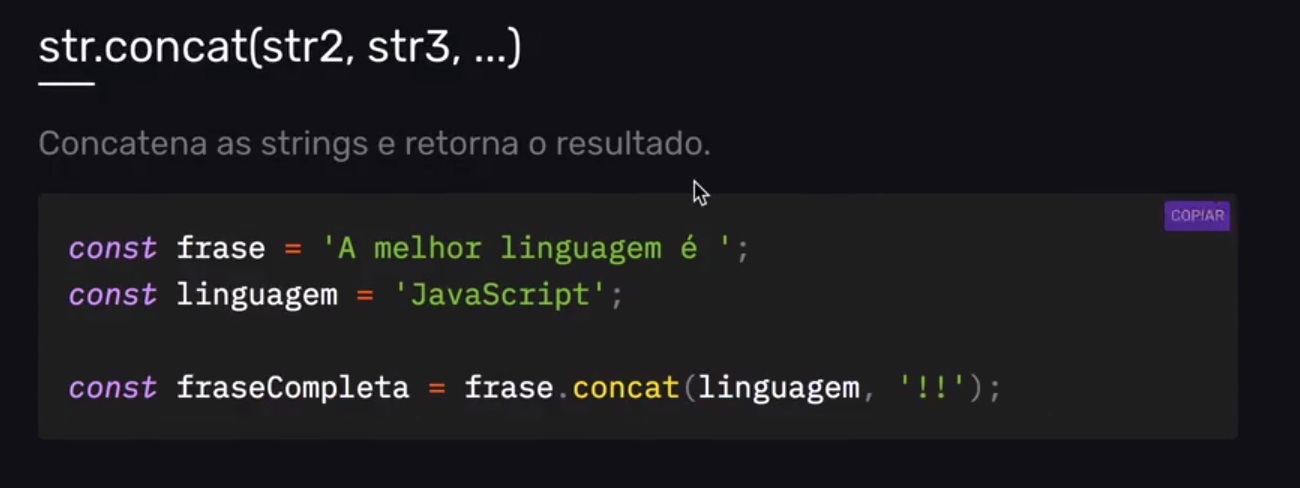 str.concat(str2, str3, ...)
Concatena as strings e retorna o resultado.
COPIAR
const frase = 'A melhor linguagem é ';
const linguagem = 'JavaScript';
const fraseCompleta = frase.concat(linguagem, '!!');